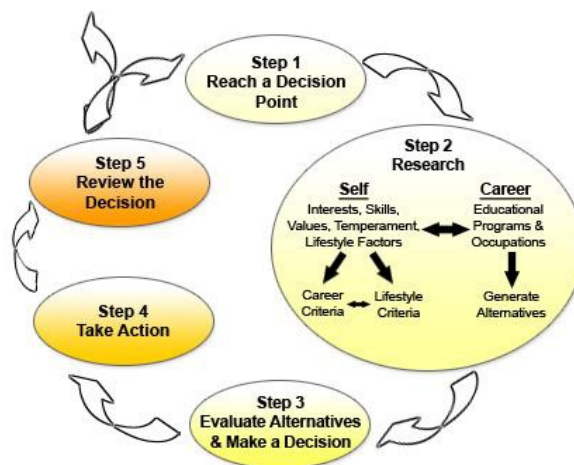 Step 1
Reach a Decision
Point
Step 2
Research
Self
Interests, Skills,
Values, Temperament,
Lifestyle Factors
Career
Educational
Programs &
Occupations
Career
Criteria
Lifestyle
Criteria
Generate
Alternatives
Step 3
Evaluate Alternatives
& Make a Decision
Step 4
Take Action
Step 5
Review the
Decision